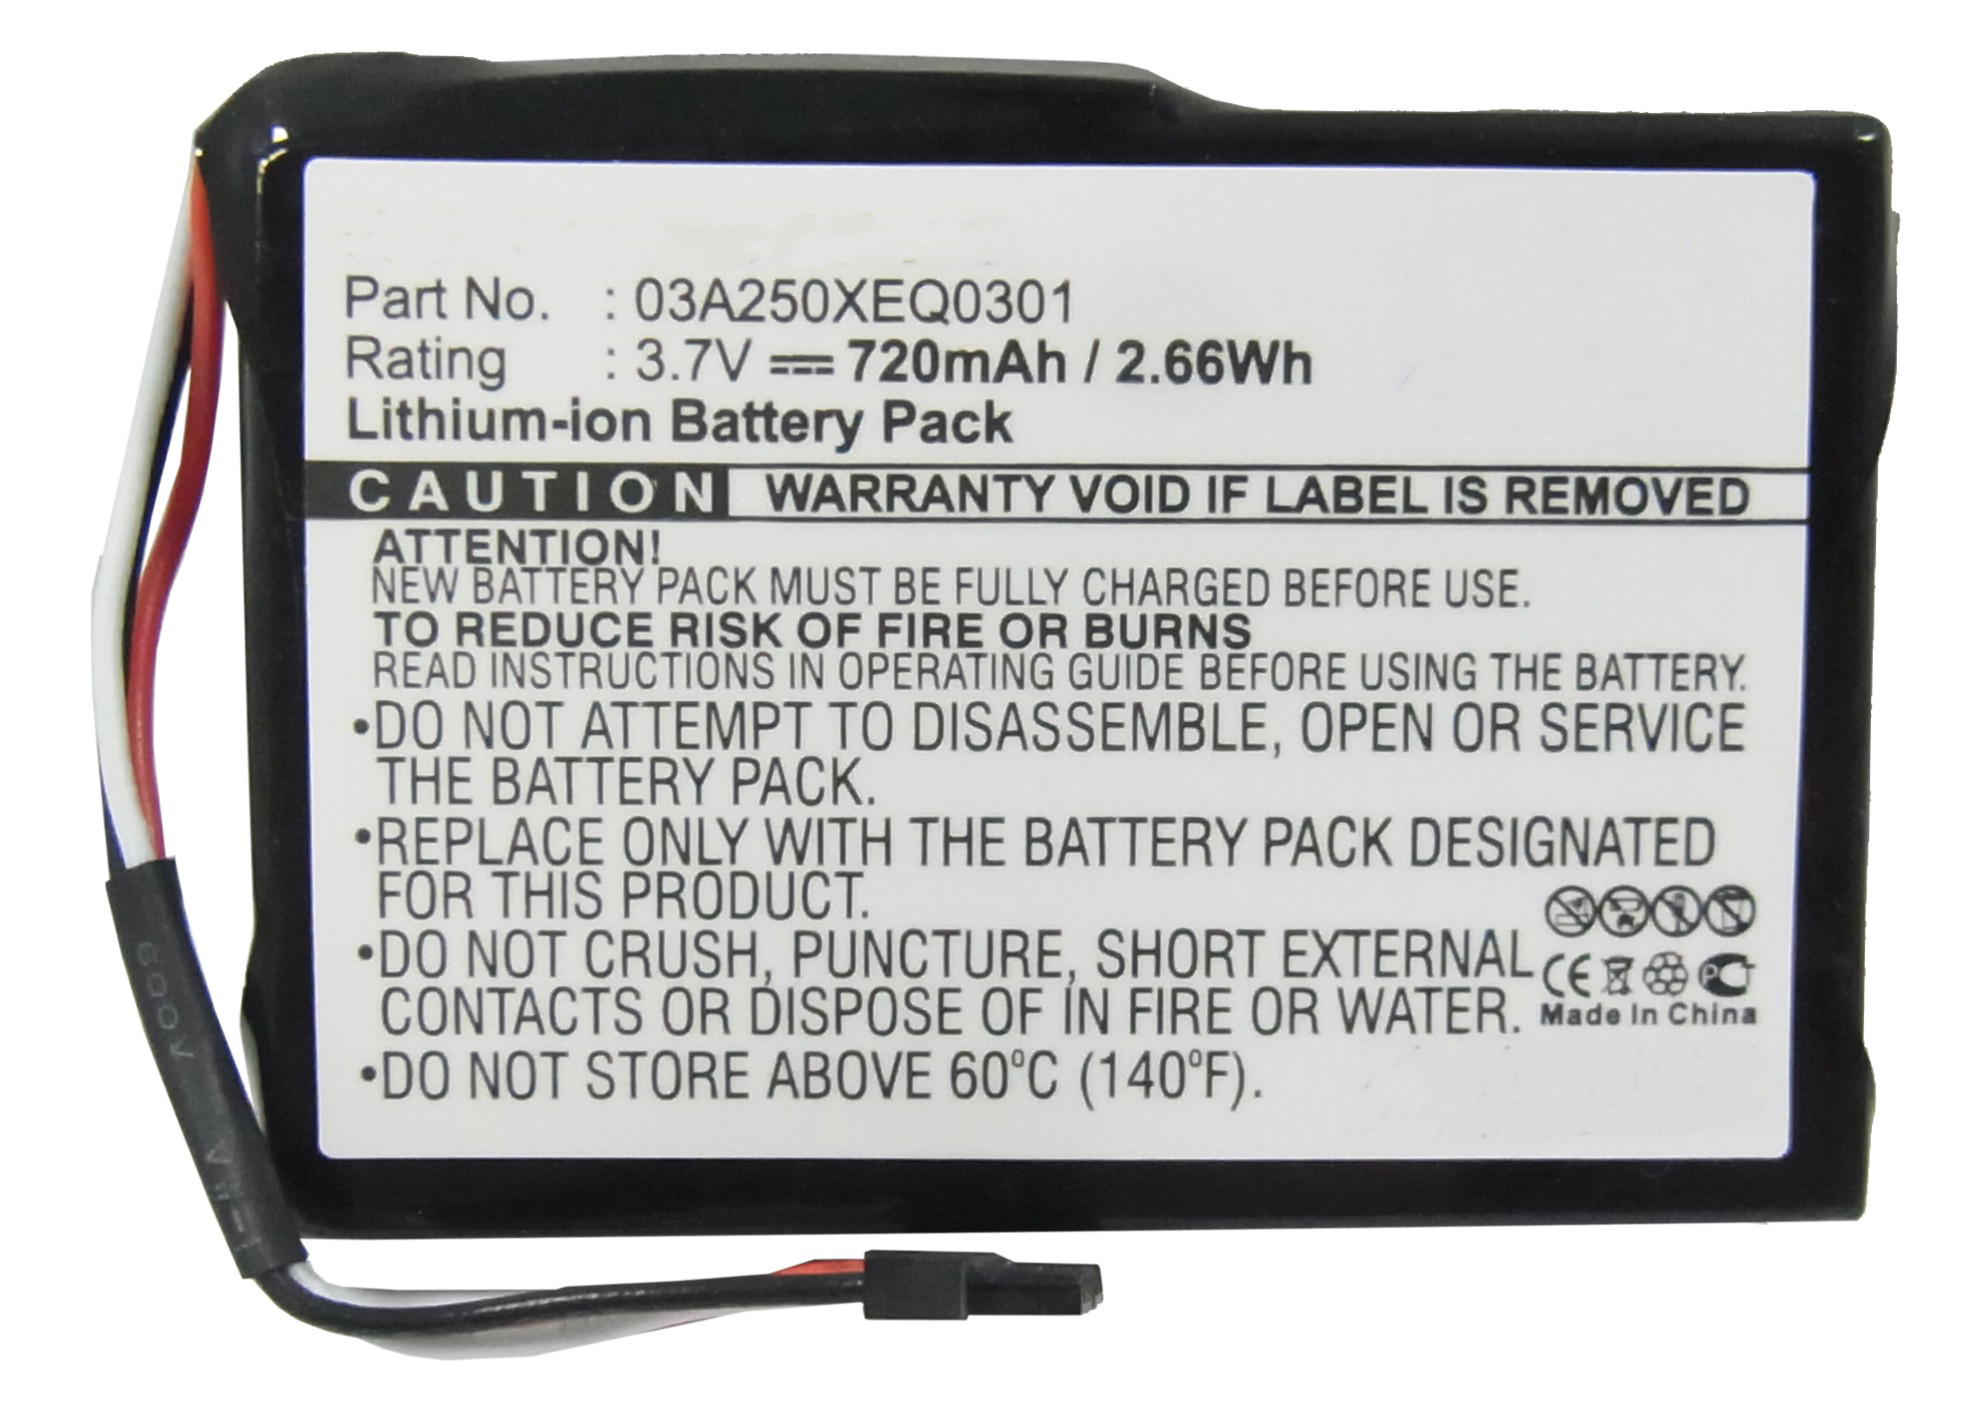 Part No. : 03A250XEQ0301
Rating : 3.7V 720mAh / 2.66Wh
Lithium-ion Battery Pack
CAUTION WARRANTY VOID IF LABEL IS REMOVED
ATTENTION!
NEW BATTERY PACK MUST BE FULLY CHARGED BEFORE USE.
TO REDUCE RISK OF FIRE OR BURNS
READ INSTRUCTIONS IN OPERATING GUIDE BEFORE USING THE BATTERY.
•DO NOT ATTEMPT TO DISASSEMBLE, OPEN OR SERVICE
THE BATTERY PACK.
•REPLACE ONLY WITH THE BATTERY PACK DESIGNATED
FOR THIS PRODUCT.
•DO NOT CRUSH, PUNCTURE, SHORT EXTERNAL
CONTACTS OR DISPOSE OF IN FIRE OR WATER.
•DO NOT STORE ABOVE 60°C (140°F).
CE
Made In China
600V